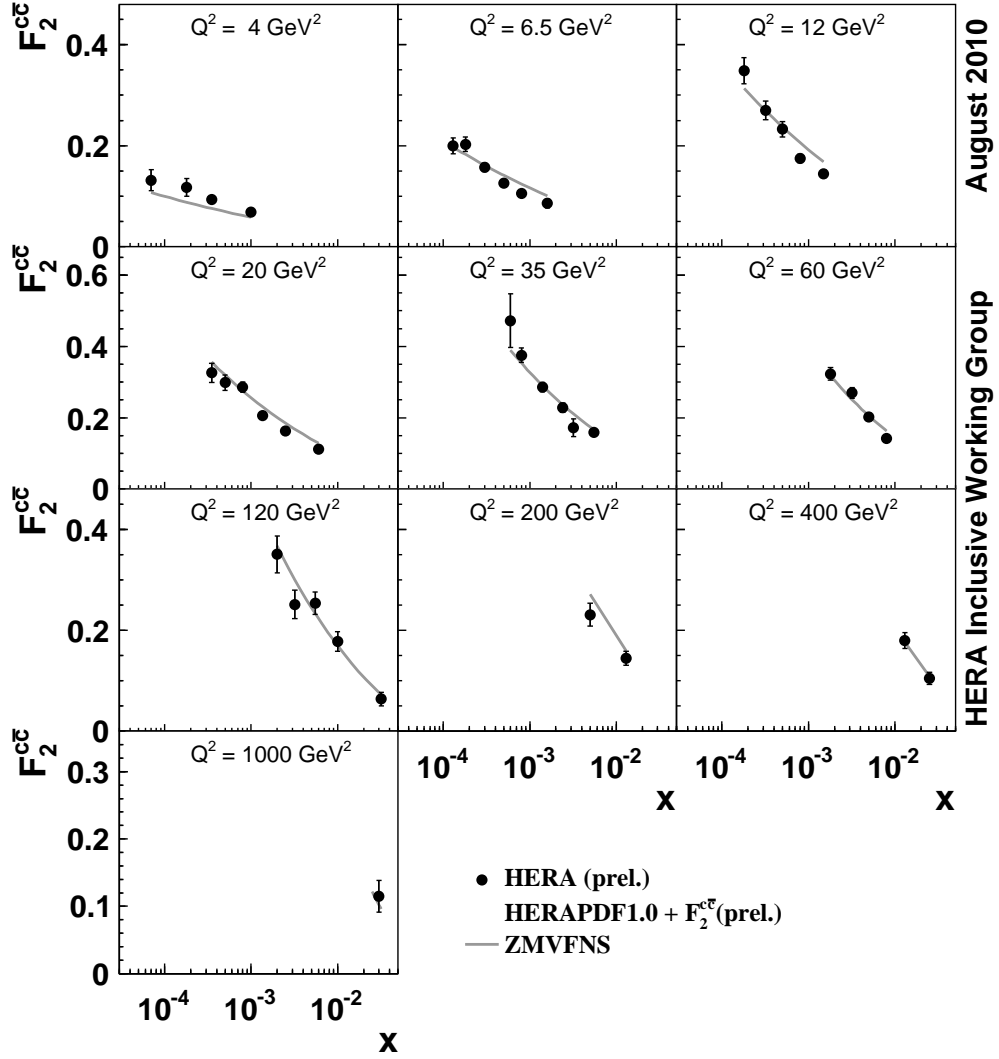 F₂^cc̅
Q² = 4 GeV²
Q² = 6.5 GeV²
Q² = 12 GeV²
0.4
0.2
0
F₂^cc̅
Q² = 20 GeV²
Q² = 35 GeV²
Q² = 60 GeV²
0.6
0.4
0.2
0
F₂^cc̅
Q² = 120 GeV²
Q² = 200 GeV²
Q² = 400 GeV²
0.4
0.2
0
F₂^cc̅
Q² = 1000 GeV²
0.3
0.2
0.1
0
10⁻⁴ 10⁻³ 10⁻²
x
10⁻⁴ 10⁻³ 10⁻²
x
10⁻⁴ 10⁻³ 10⁻²
x
HERA (prel.)
HERAPDF1.0 + F₂^cc̅(prel.)
ZMVFNS
HERA Inclusive Working Group
August 2010